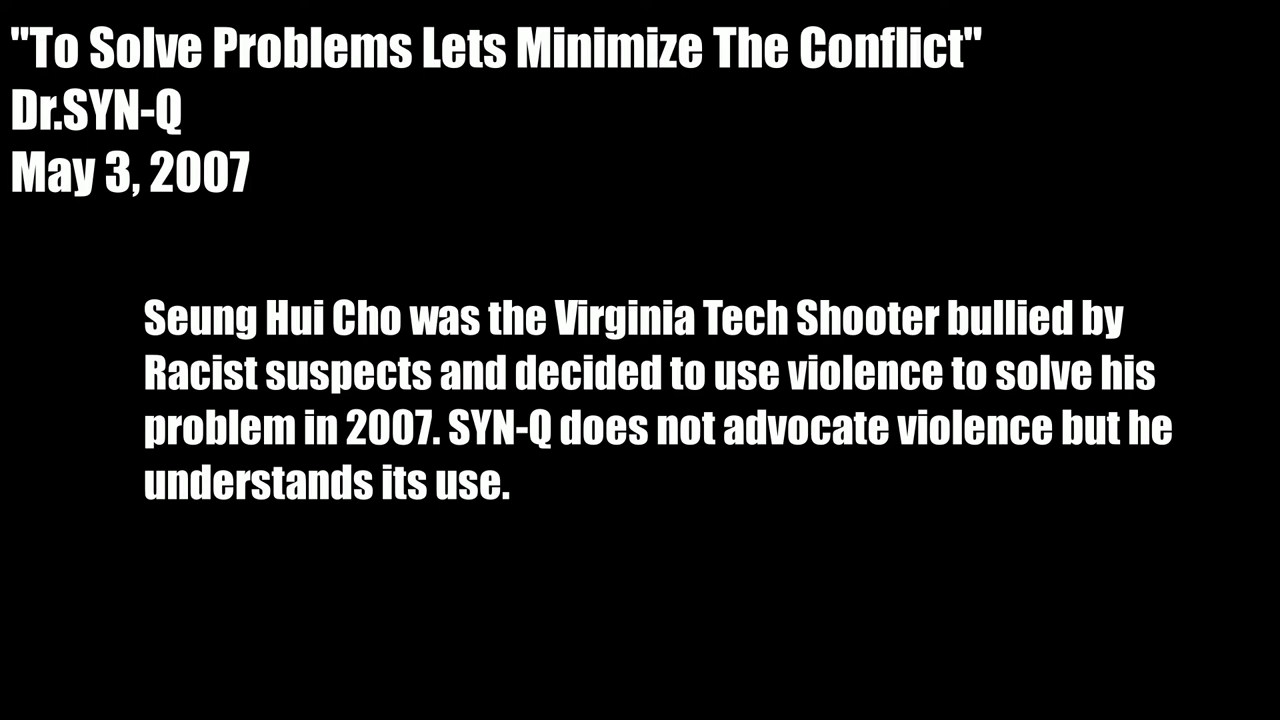 "To Solve Problems Lets Minimize The Conflict"
Dr.SYN-Q
May 3, 2007
Seung Hui Cho was the Virginia Tech Shooter bullied by
Racist suspects and decided to use violence to solve his
problem in 2007. SYN-Q does not advocate violence but he
understands its use.